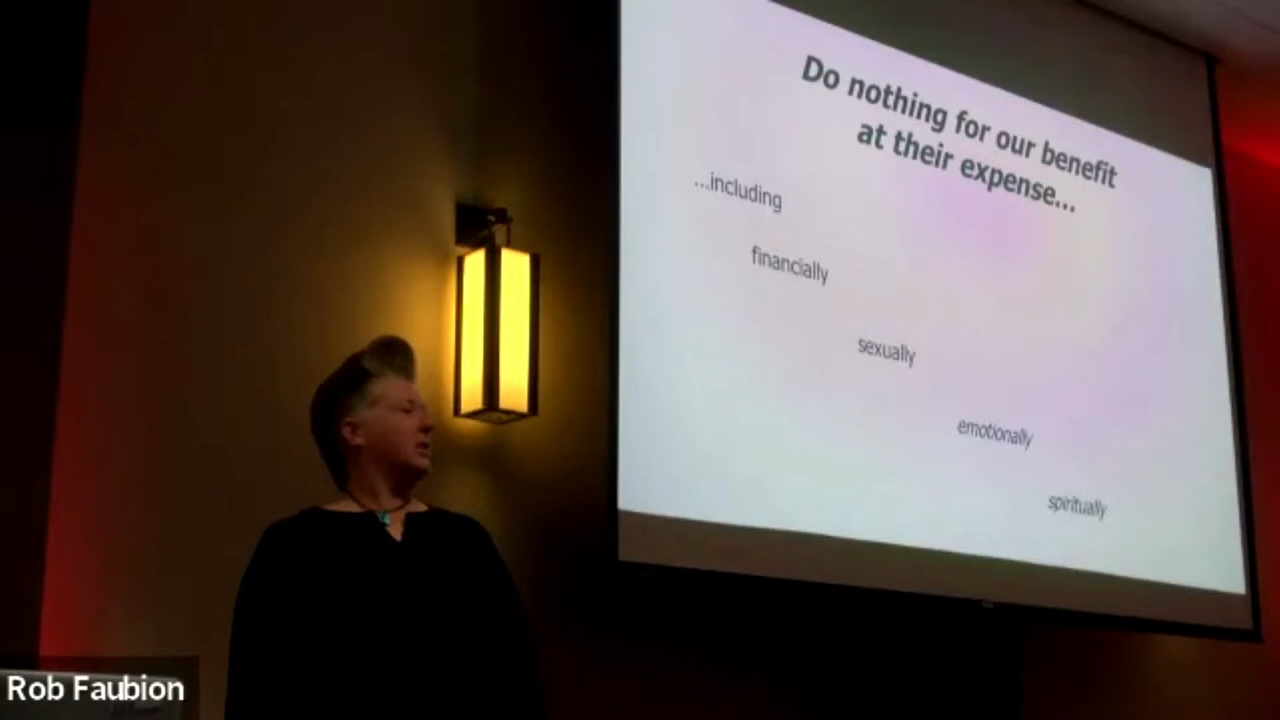 Do nothing for our benefit
at their expense...
...including
financially
sexually
emotionally
spiritually
Rob Faubion